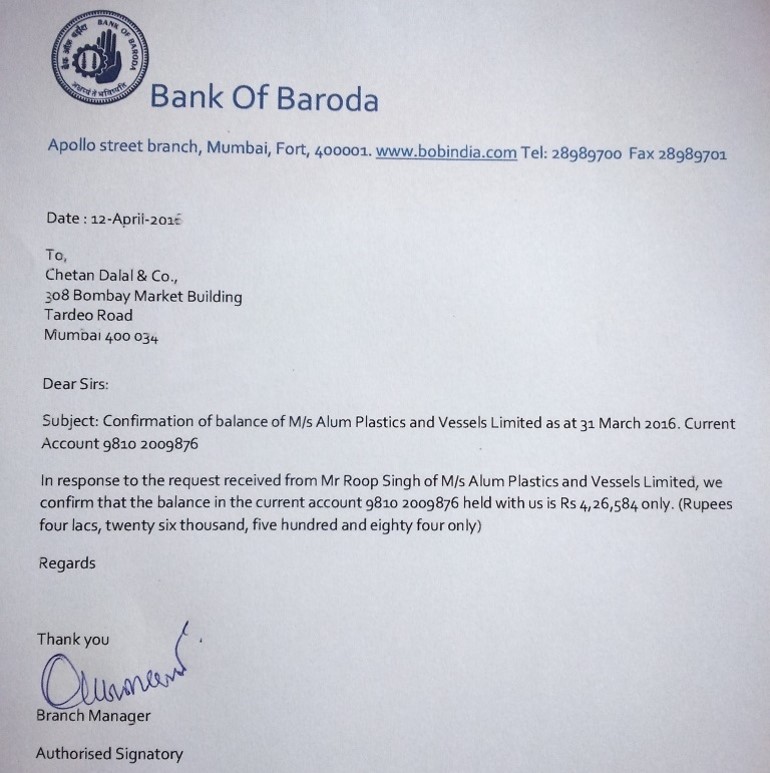 BANK OF BARODA
Bank Of Baroda
Apollo street branch, Mumbai, Fort, 400001. www.bobindia.com Tel: 28989700 Fax 28989701
Date : 12-April-201
To,
Chetan Dalal & Co.,
308 Bombay Market Building
Tardeo Road
Mumbai 400 034
Dear Sirs:
Subject: Confirmation of balance of M/s Alum Plastics and Vessels Limited as at 31 March 2016. Current
Account 9810 2009876
In response to the request received from Mr Roop Singh of M/s Alum Plastics and Vessels Limited, we
confirm that the balance in the current account 9810 2009876 held with us is Rs 4,26,584 only. (Rupees
four lacs, twenty six thousand, five hundred and eighty four only)
Regards
Thank you
Branch Manager
Authorised Signatory